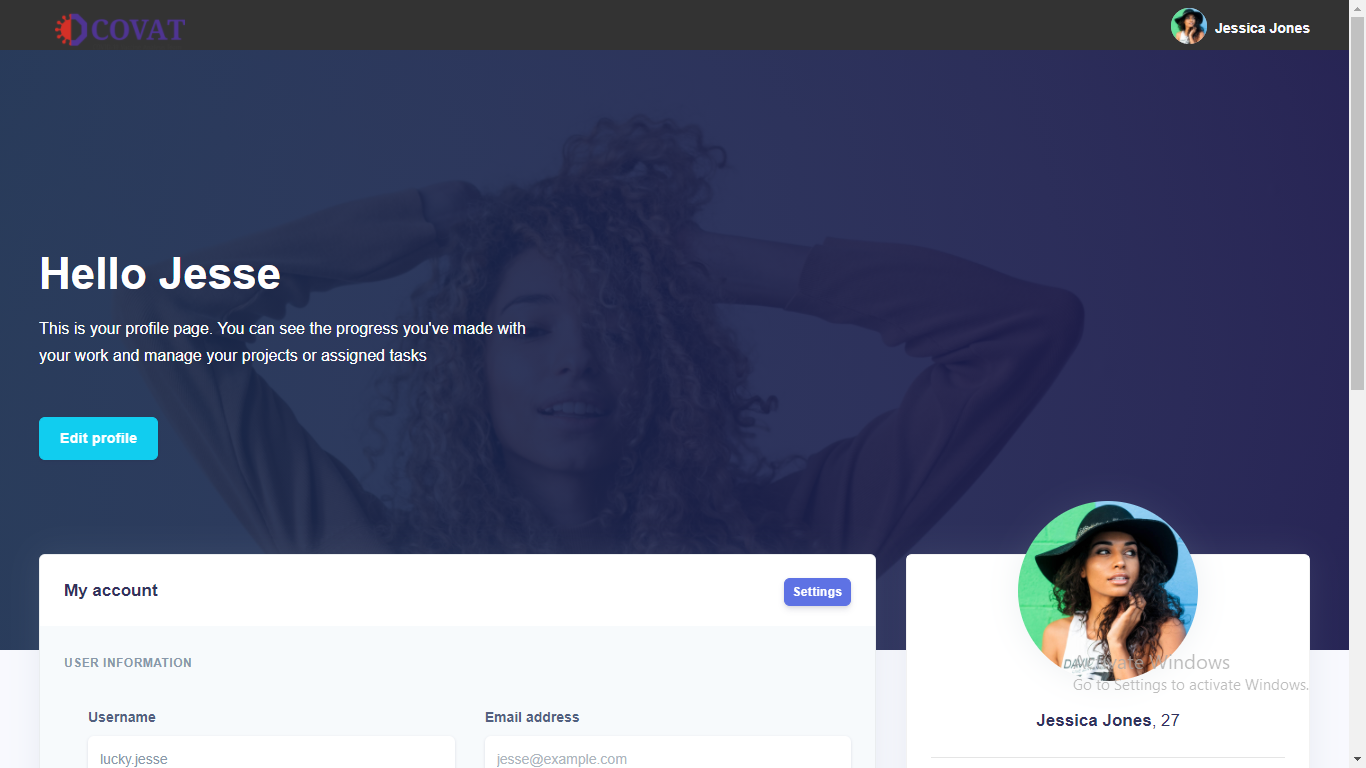 COVAT
Jessica Jones
Hello Jesse
This is your profile page. You can see the progress you've made with
your work and manage your projects or assigned tasks
Edit profile
My account
Settings
USER INFORMATION
Username
Email address
lucky.jesse
jesse@example.com
Activate Windows
Go to Settings to activate Windows.
Jessica Jones, 27